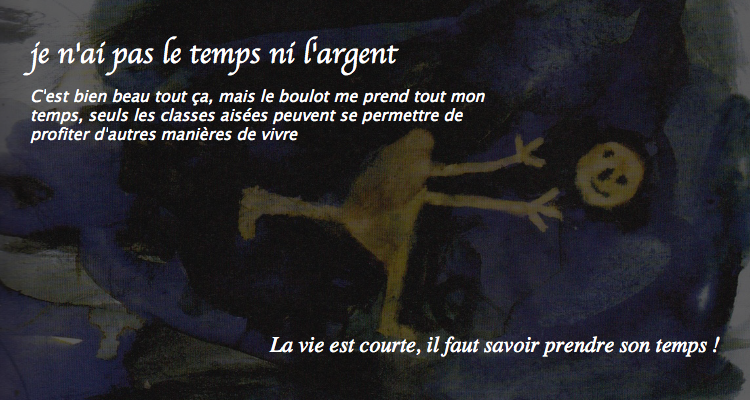 je n'ai pas le temps ni l'argent
C'est bien beau tout ça, mais le boulot me prend tout mon
temps, seuls les classes aisées peuvent se permettre de
profiter d'autres manières de vivre
La vie est courte, il faut savoir prendre son temps !